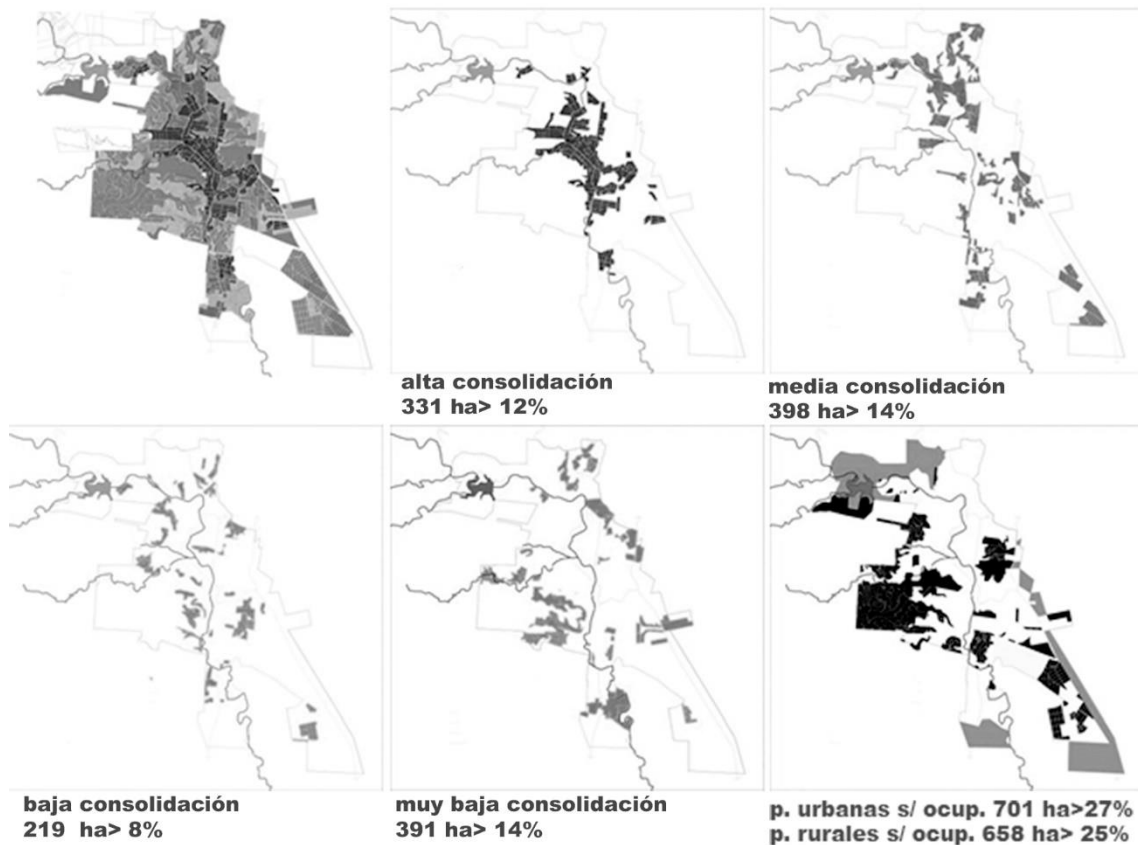 alta consolidación
331 ha> 12%
media consolidación
398 ha> 14%
baja consolidación
219 ha> 8%
muy baja consolidación
391 ha> 14%
p. urbanas s/ ocup. 701 ha>27%
p. rurales s/ ocup. 658 ha> 25%